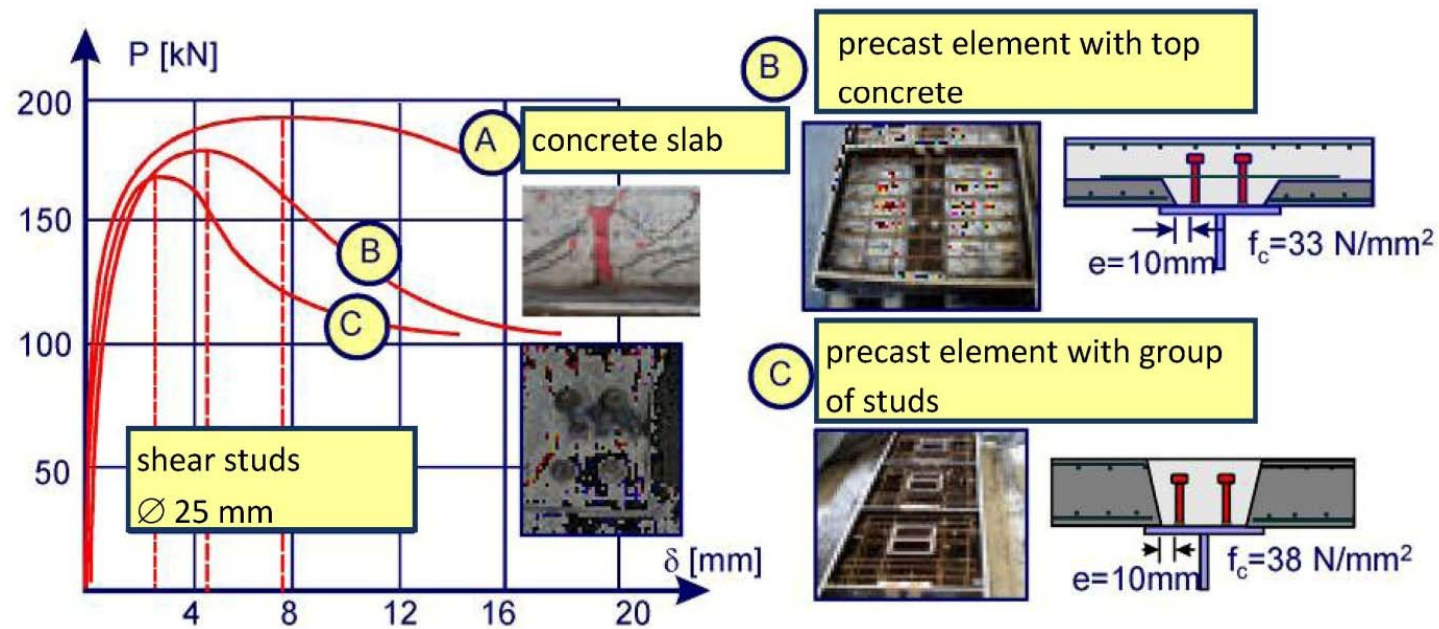 P [kN]
200
150
100
50
A
concrete slab
B
C
shear studs
∅ 25 mm
δ [mm]
4
8
12
16
20
B
precast element with top
concrete
e=10mm
f_c=33 N/mm²
C
precast element with group
of studs
e=10mm
f_c=38 N/mm²